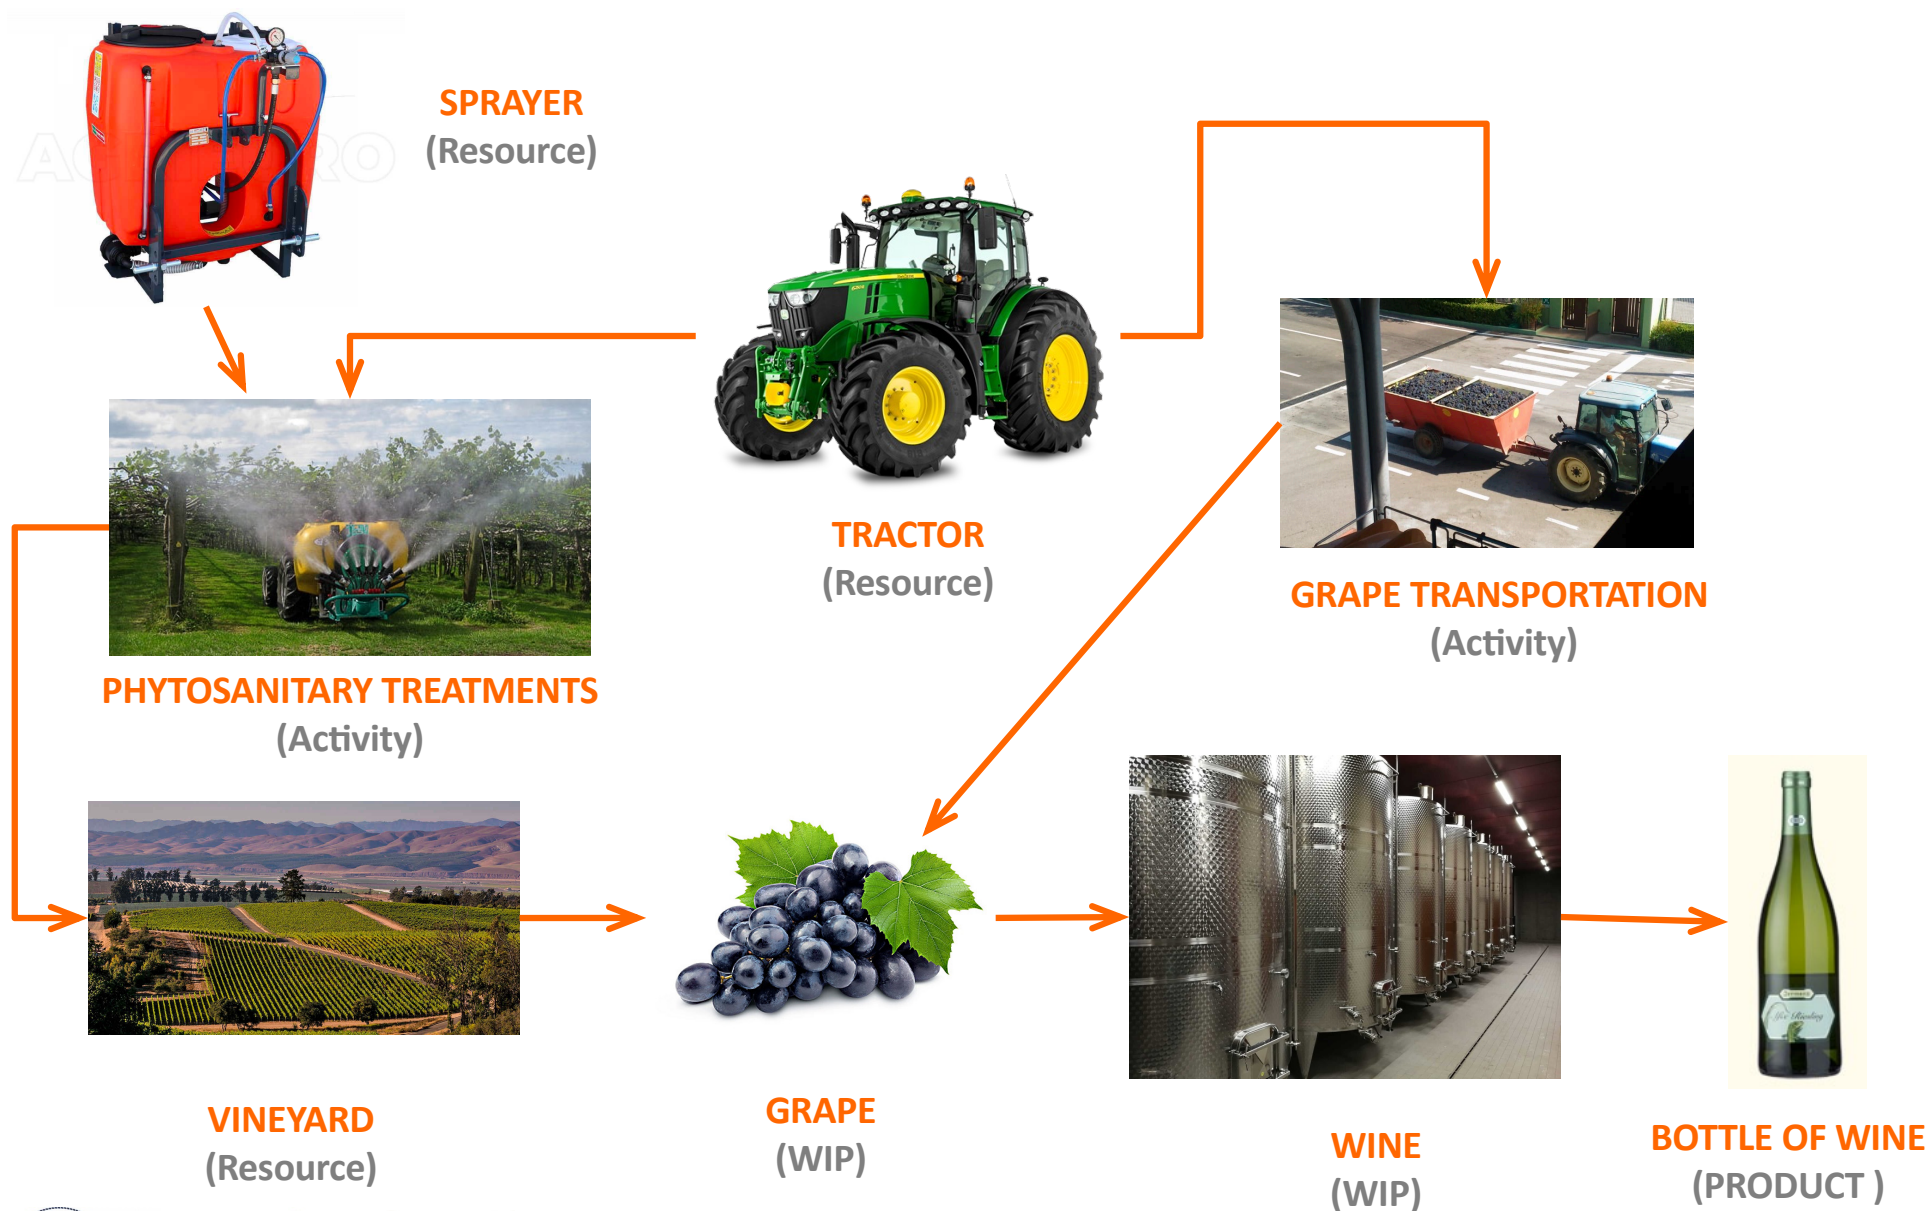 SPRAYER
(Resource)
TRACTOR
(Resource)
GRAPE TRANSPORTATION
(Activity)
PHYTOSANITARY TREATMENTS
(Activity)
VINEYARD
(Resource)
GRAPE
(WIP)
WINE
(WIP)
BOTTLE OF WINE
(PRODUCT )